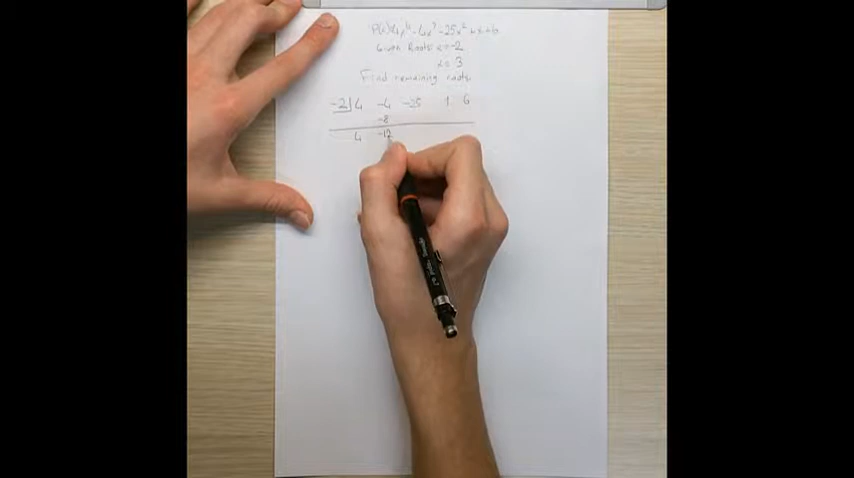 P(x)=4x⁴-4x³-25x²+x+6
Given Roots: x=-2
x= 3
Find remaining roots
-2| 4 -4 -25 1 6
-8
4 -12